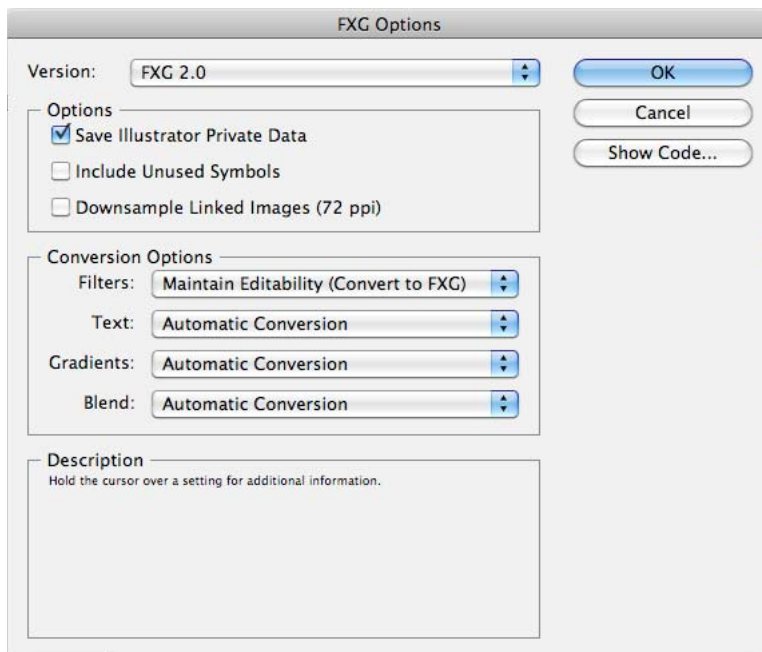 FXG Options
Version: FXG 2.0
OK
Options
Cancel
Save Illustrator Private Data
Show Code...
Include Unused Symbols
Downsample Linked Images (72 ppi)
Conversion Options
Filters: Maintain Editability (Convert to FXG)
Text: Automatic Conversion
Gradients: Automatic Conversion
Blend: Automatic Conversion
Description
Hold the cursor over a setting for additional information.